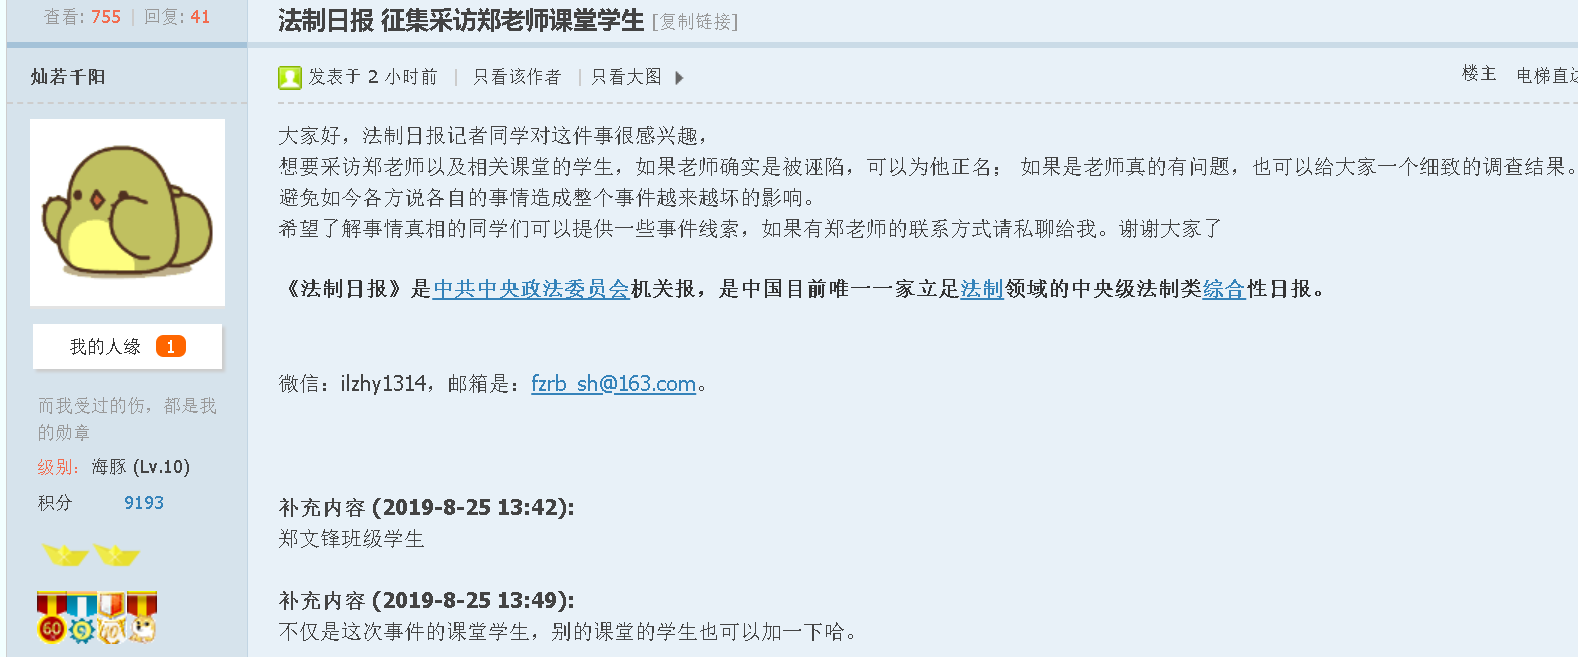 查看: 755 | 回复: 41
法制日报 征集采访郑老师课堂学生 [复制链接]
灿若千阳
发表于 2 小时前 | 只看该作者 | 只看大图
楼主 电梯直达
大家好，法制日报记者同学对这件事很感兴趣，
想要采访郑老师以及相关课堂的学生，如果老师确实是被诬陷，可以为他正名； 如果是老师真的有问题，也可以给大家一个细致的调查结果。
避免如今各方说各自的事情造成整个事件越来越坏的影响。
希望了解事情真相的同学们可以提供一些事件线索，如果有郑老师的联系方式请私聊给我。谢谢大家了
《法制日报》是中共中央政法委员会机关报，是中国目前唯一一家立足法制领域的中央级法制类综合性日报。
我的人缘 1
微信：ilzhy1314，邮箱是：fzrb_sh@163.com。
而我受过的伤，都是我
的勋章
级别： 海豚 (Lv.10)
积分 9193
补充内容 (2019-8-25 13:42):
郑文锋班级学生
补充内容 (2019-8-25 13:49):
不仅是这次事件的课堂学生，别的课堂的学生也可以加一下哈。
60